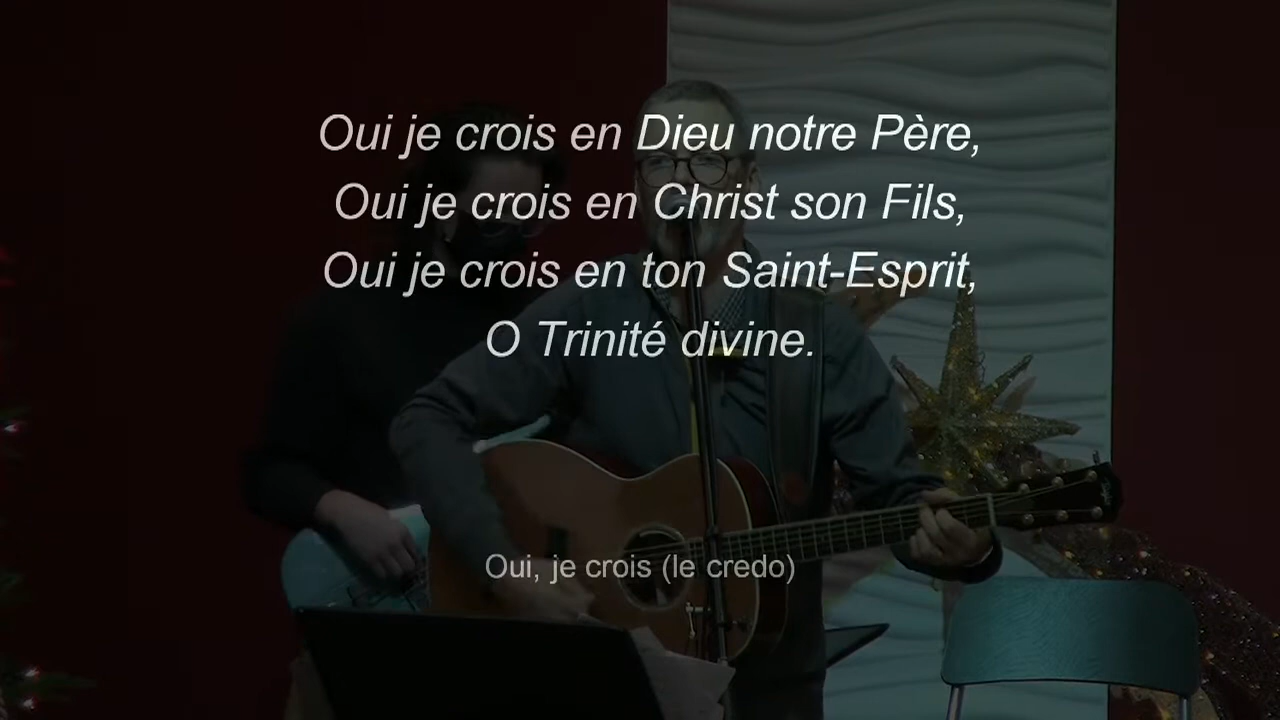 Oui je crois en Dieu notre Père,
Oui je crois en Christ son Fils,
Oui je crois en ton Saint-Esprit,
O Trinité divine.
Oui, je crois (le credo)